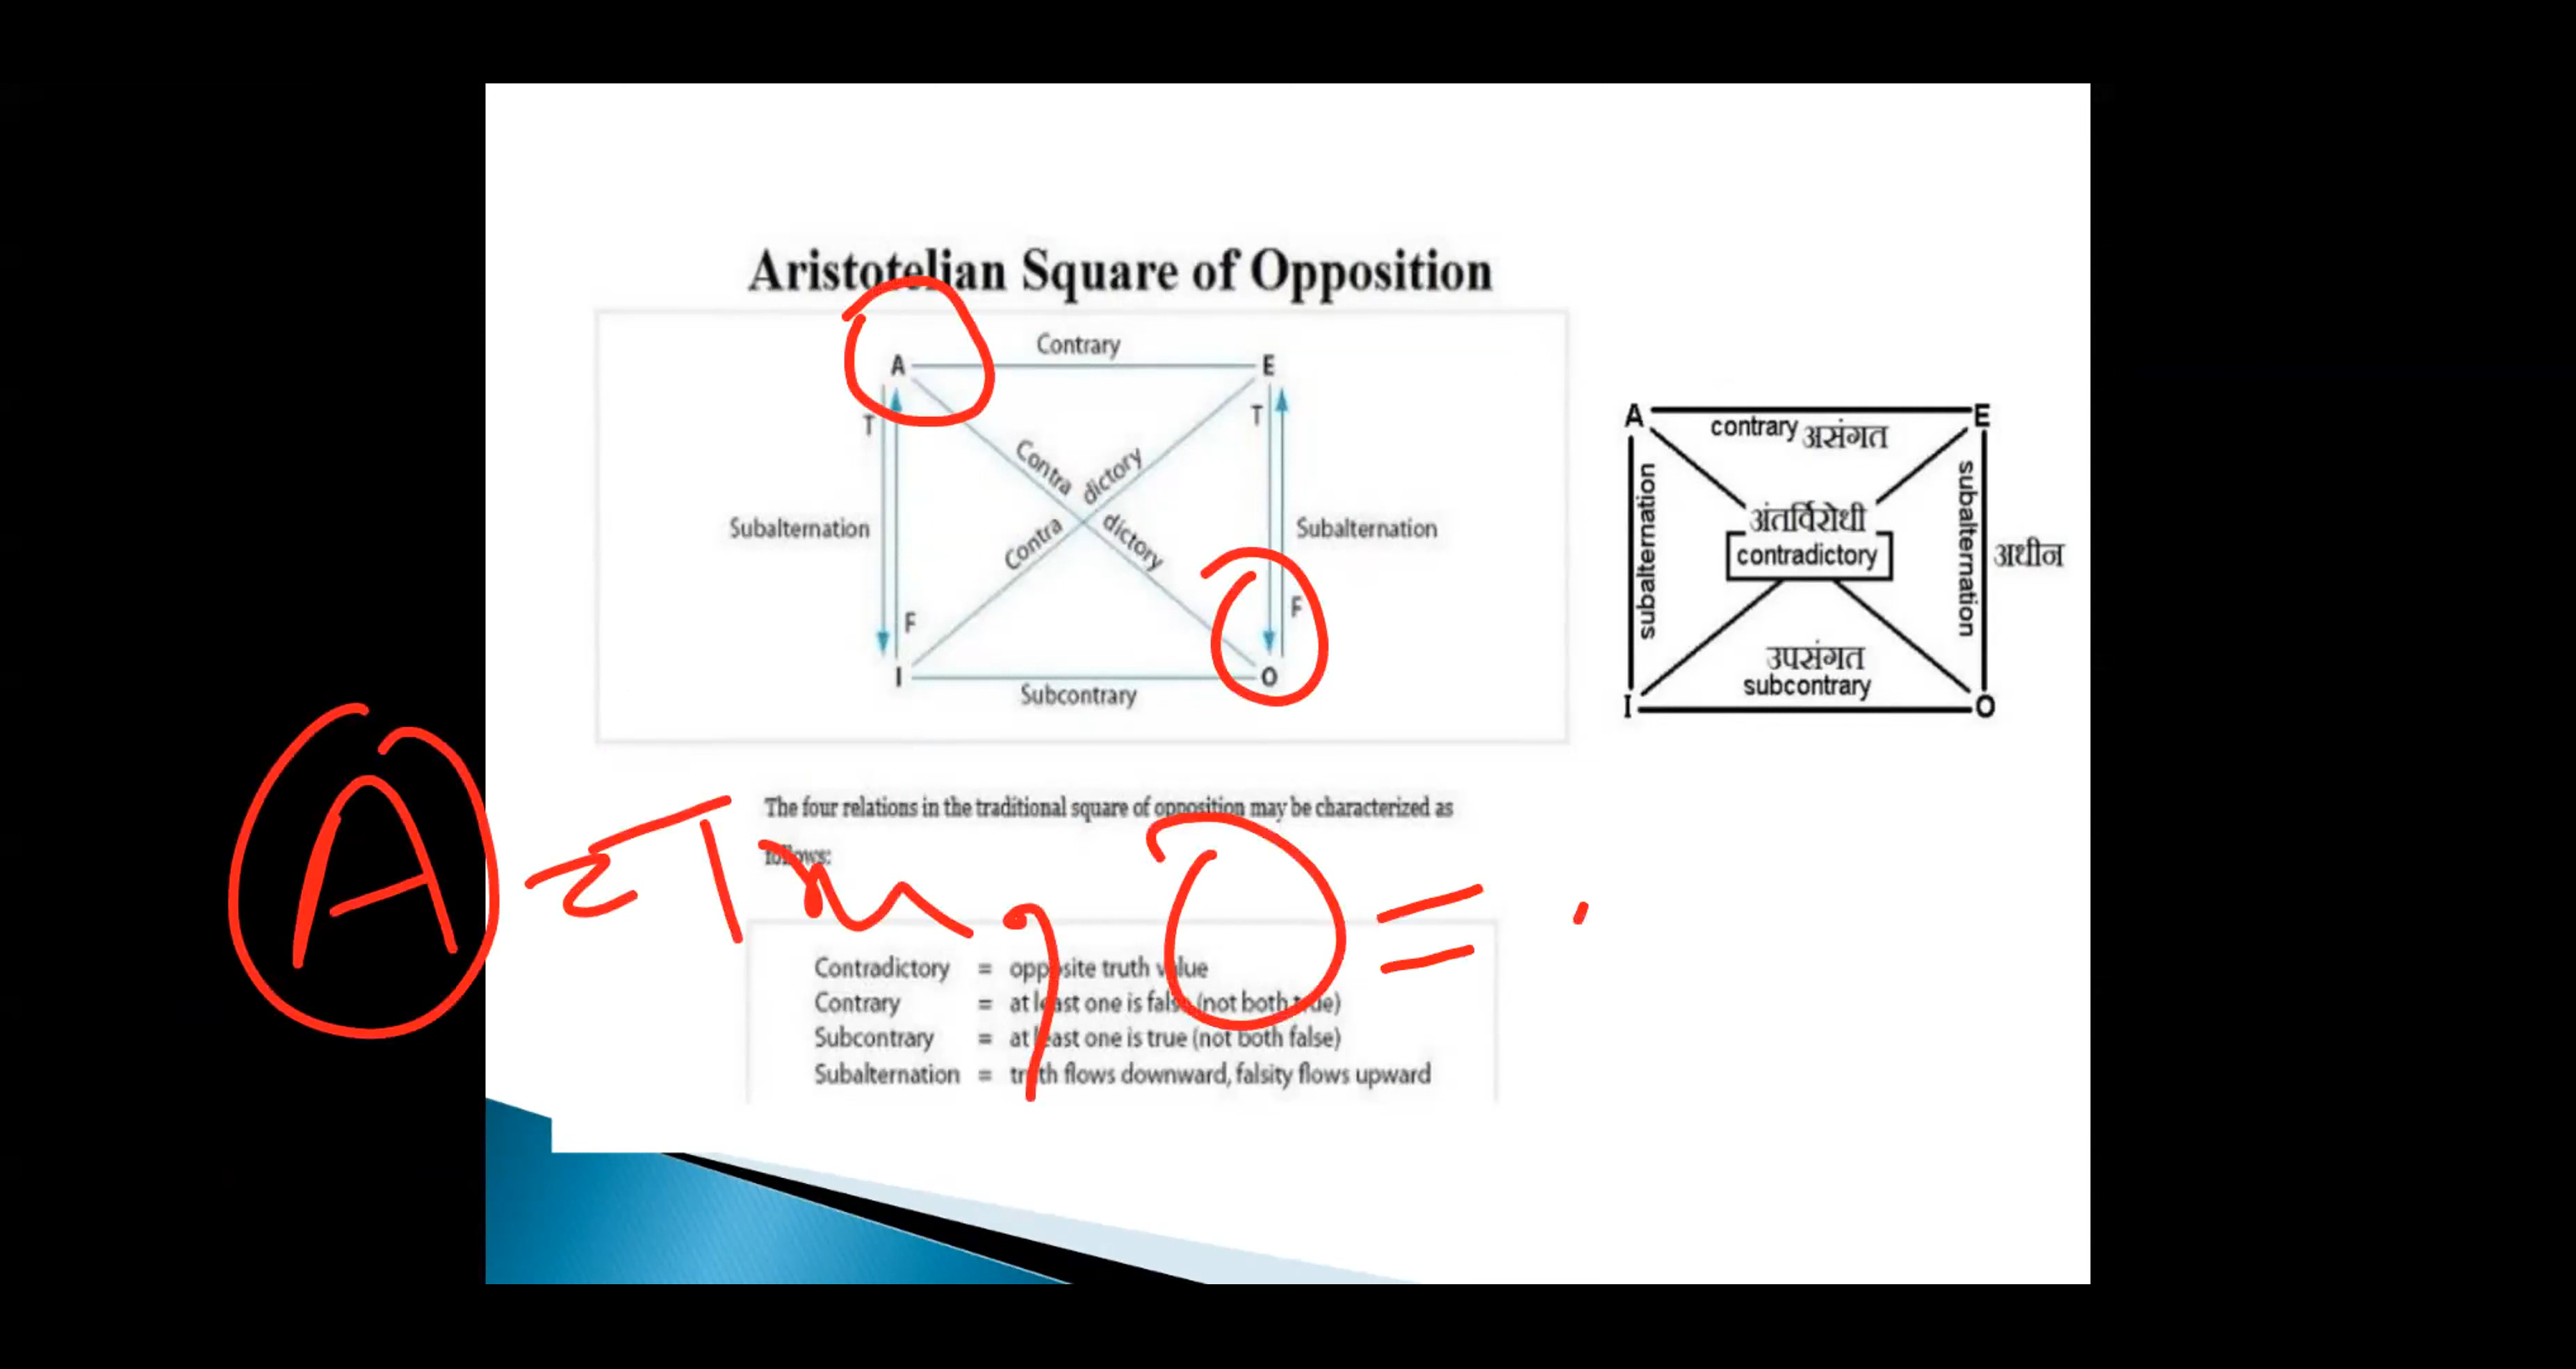 Aristotelian Square of Opposition
A Contrary E
T T
Contra dictory
Subalternation Subalternation
Contra dictory
F F
I Subcontrary O
A contrary असंगत E
subalternation
अंतर्विरोधी
contradictory
subalternation
अधीन
उपसंगत
subcontrary
I O
The four relations in the traditional square of opposition may be characterized as
follows:
A = T O =
Contradictory = opposite truth value
Contrary = at least one is false (not both true)
Subcontrary = at least one is true (not both false)
Subalternation = truth flows downward, falsity flows upward